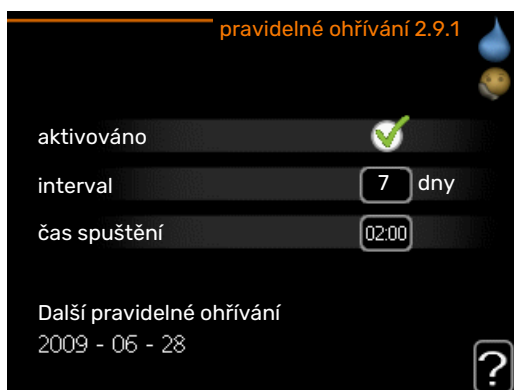 pravidelné ohřívání 2.9.1
aktivováno
interval 7 dny
čas spuštění 02:00
Další pravidelné ohřívání
2009 - 06 - 28
?